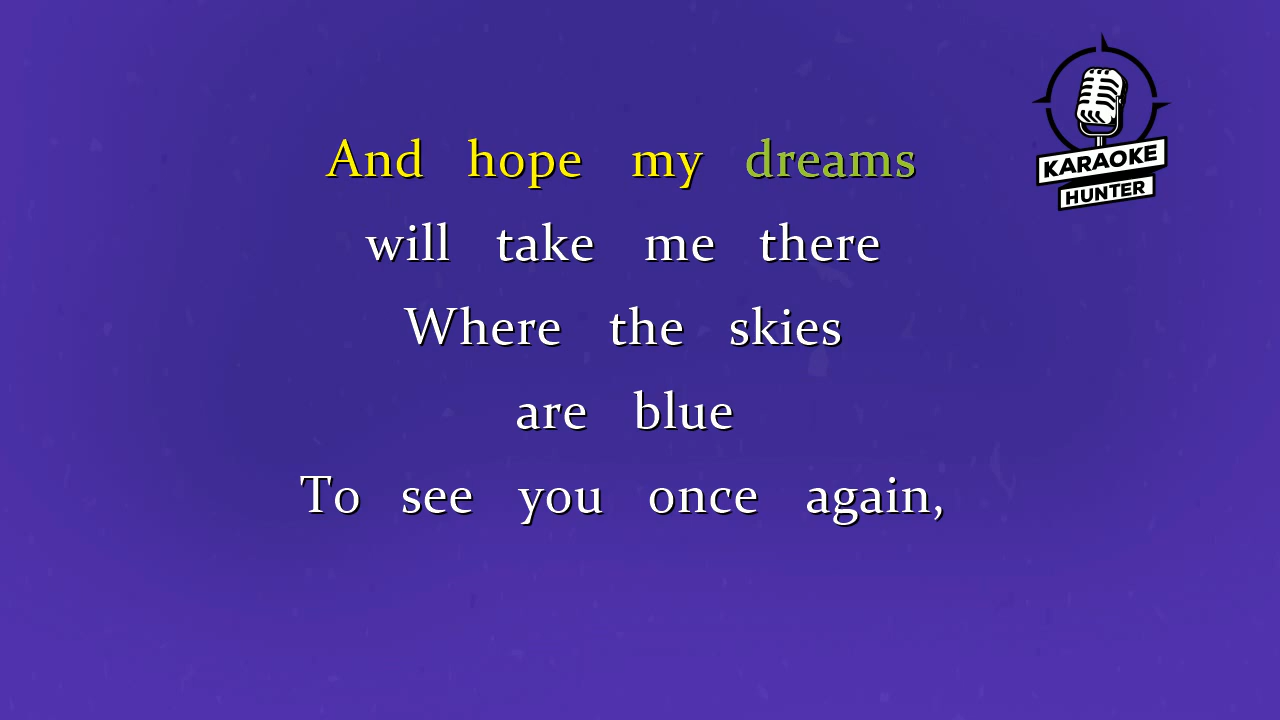 And hope my dreams
will take me there
Where the skies
are blue
To see you once again,
KARAOKE
HUNTER